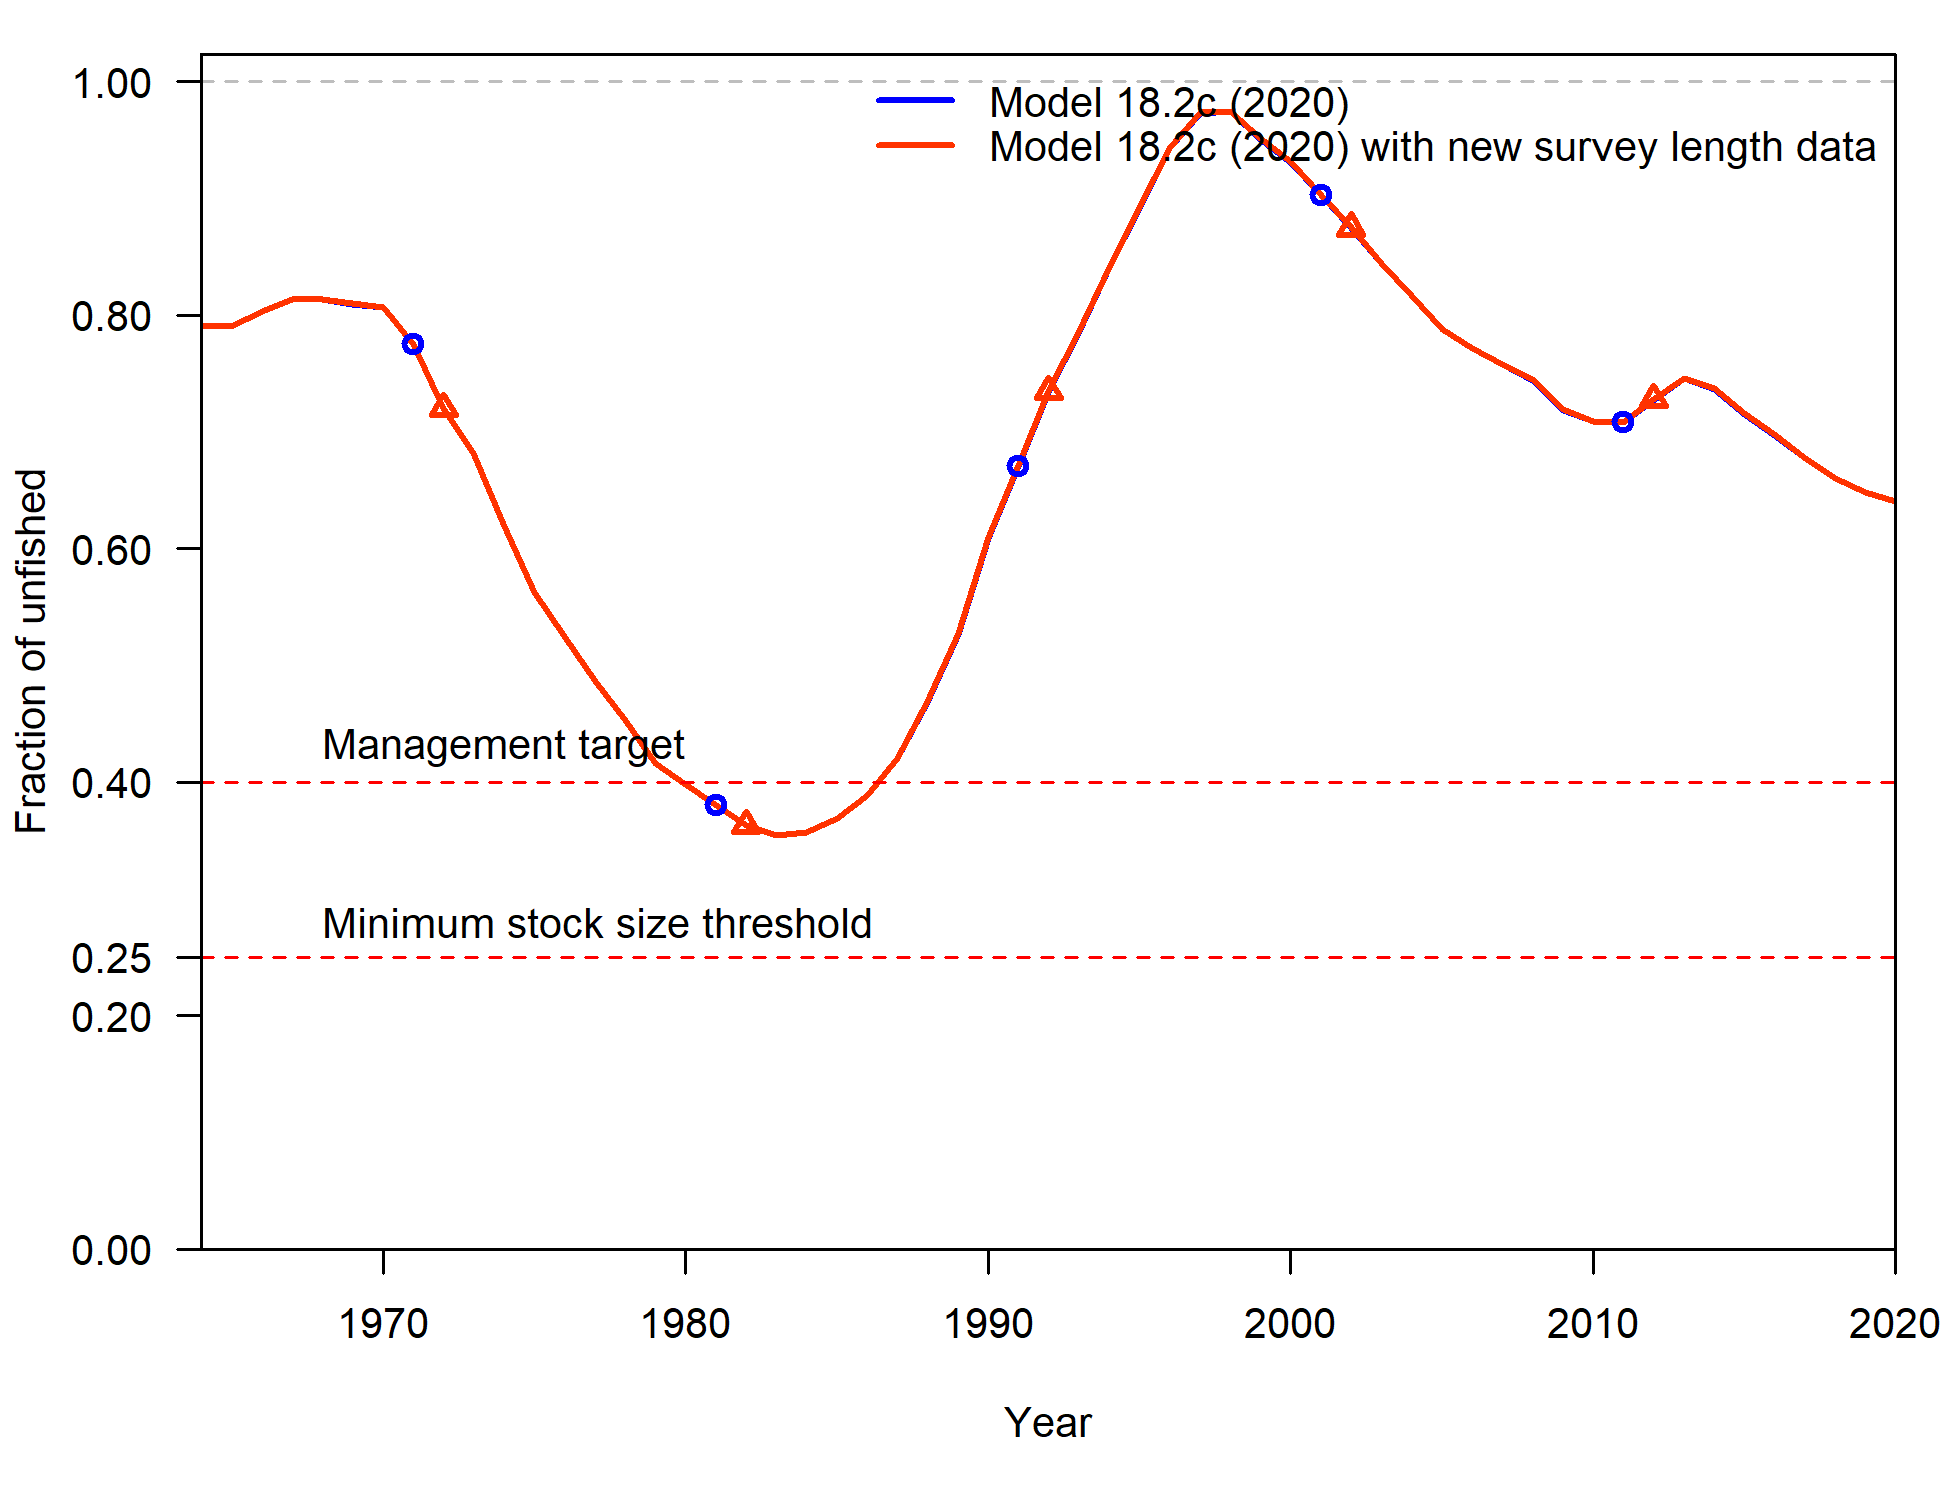 1.00
0.80
0.60
0.40
0.25
0.20
0.00
Fraction of unfished
Model 18.2c (2020)
Model 18.2c (2020) with new survey length data
Management target
Minimum stock size threshold
1970
1980
1990
2000
2010
2020
Year